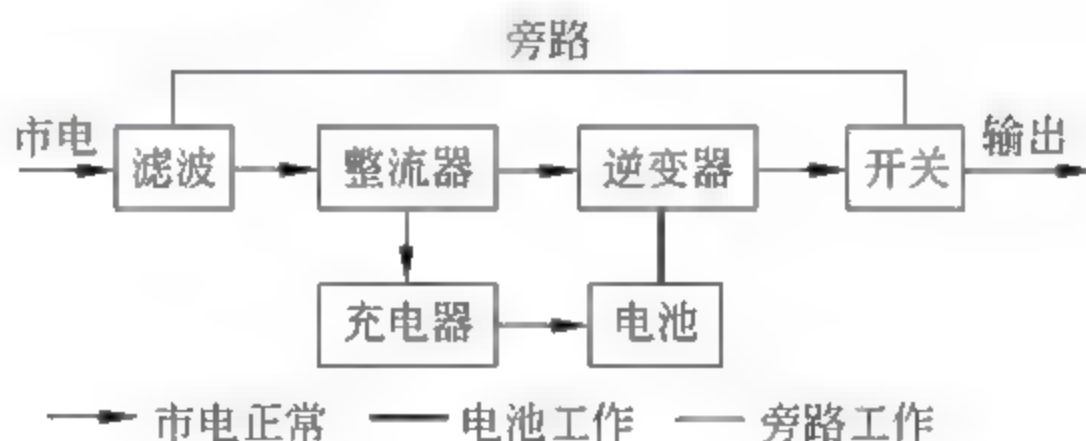 旁路
市电
滤波
整流器
逆变器
开关
输出
充电器
电池
市电正常 电池工作 旁路工作